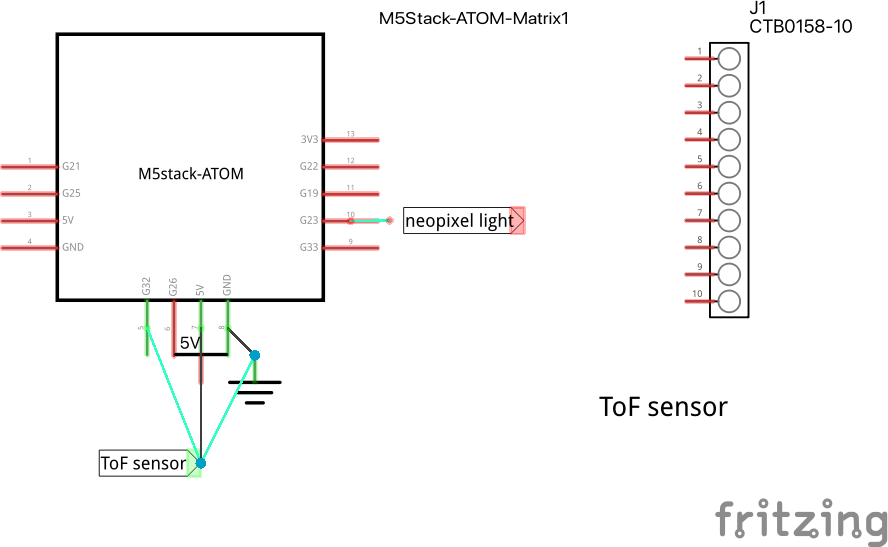 M5Stack-ATOM-Matrix1
J1
CTB0158-10
M5stack-ATOM
1 G21
2 G25
3 5V
4 GND
3V3 13
G22 12
G19 11
G23 10
G33 9
neopixel light
G32 G26 5V GND
5 6 7 8
5V
ToF sensor
1
2
3
4
5
6
7
8
9
10
ToF sensor
fritzing